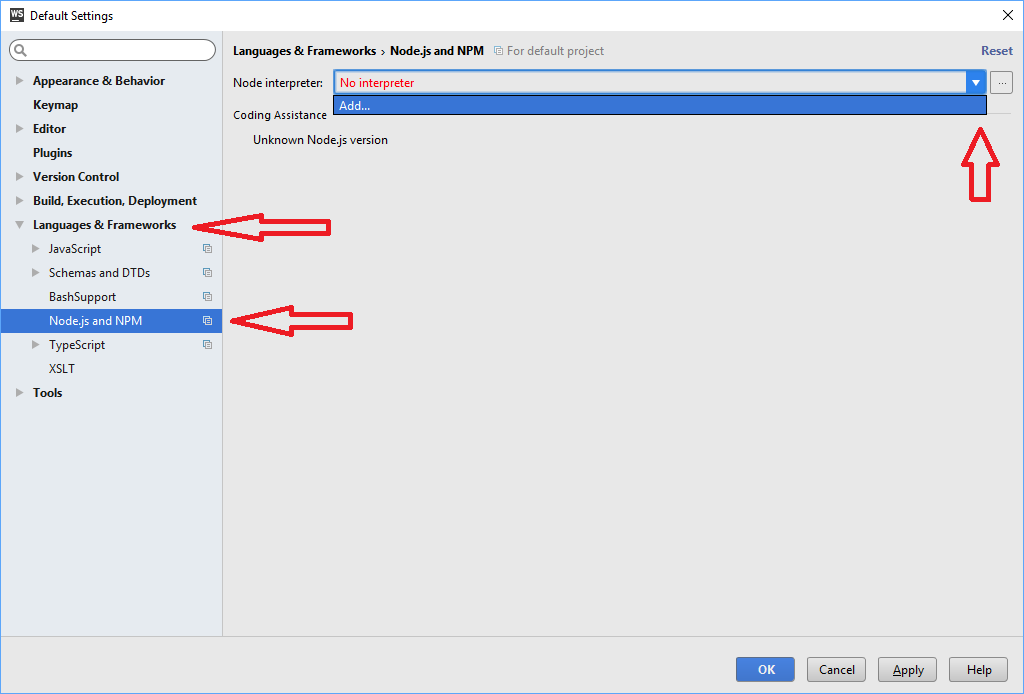 WS Default Settings
Languages & Frameworks › Node.js and NPM For default project Reset
Node interpreter: No interpreter ...
Add...
Coding Assistance
Unknown Node.js version
Appearance & Behavior
Keymap
Editor
Plugins
Version Control
Build, Execution, Deployment
Languages & Frameworks
JavaScript
Schemas and DTDs
BashSupport
Node.js and NPM
TypeScript
XSLT
Tools
OK Cancel Apply Help